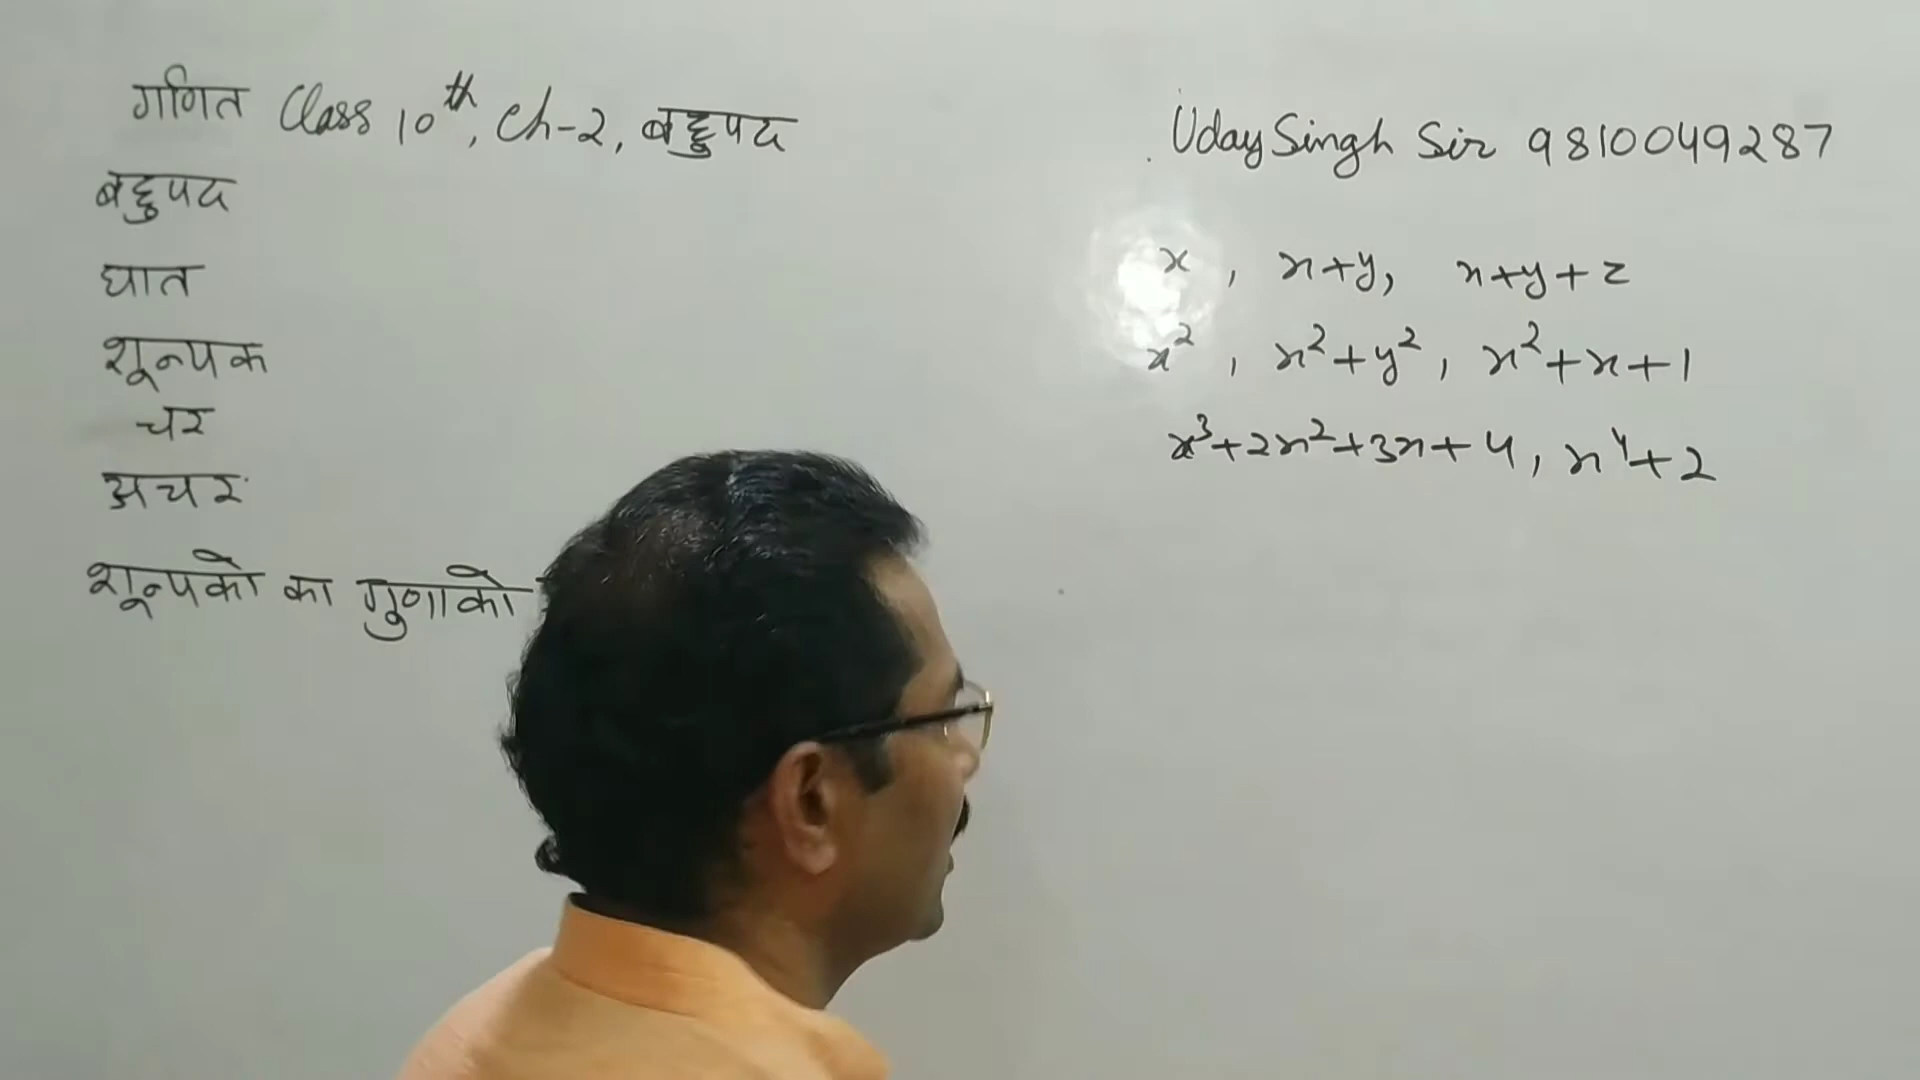 गणित Class 10th, Ch-2, बहुपद
Uday Singh Sir 9810049287
बहुपद
घात
शून्यक
चर
अचर
शून्यको का गुणाको
x, x+y, x+y+z
x², x²+y², x²+x+1
x³+2x²+3x+4, x⁴+2